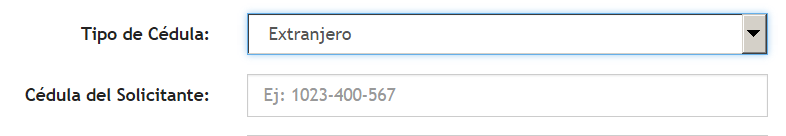 Tipo de Cédula: Extranjero
Cédula del Solicitante: Ej: 1023-400-567